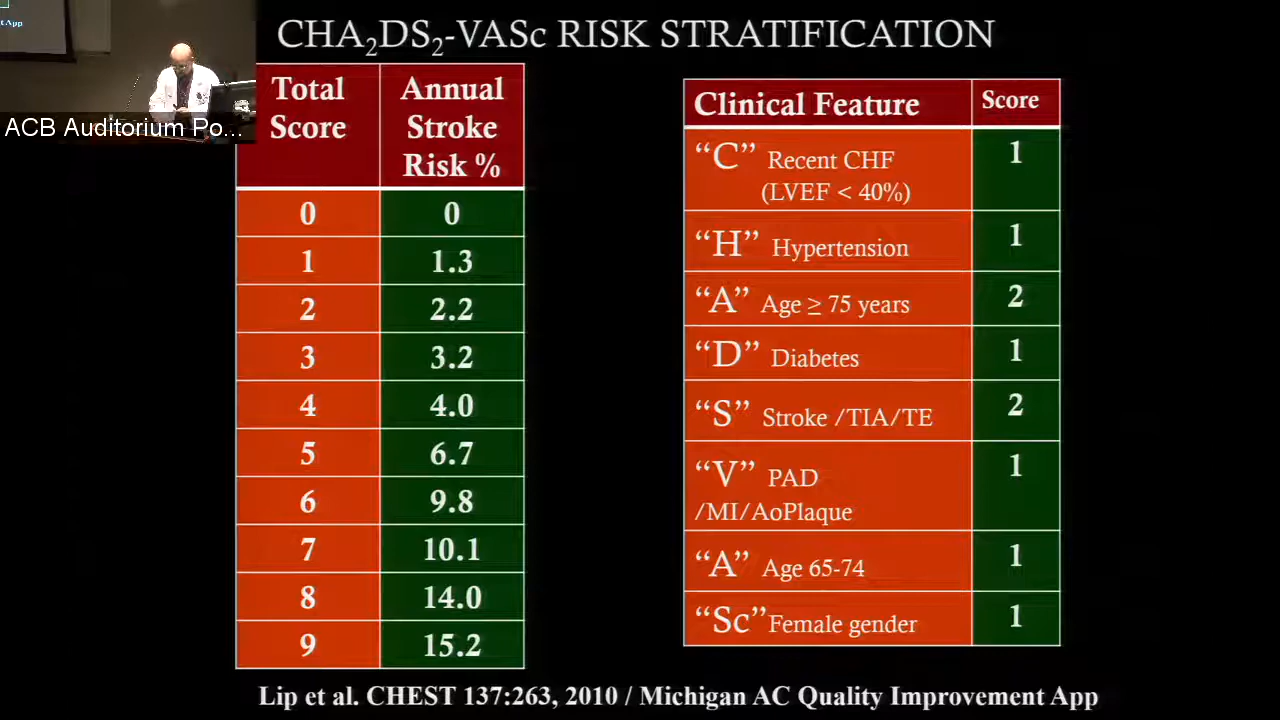 t App
ct App
ACB Auditorium Po...
CHA₂DS₂-VASc RISK STRATIFICATION
Total Score
Annual Stroke Risk %
0 0
1 1.3
2 2.2
3 3.2
4 4.0
5 6.7
6 9.8
7 10.1
8 14.0
9 15.2
Clinical Feature Score
“C” Recent CHF 1
(LVEF < 40%)
“H” Hypertension 1
“A” Age ≥ 75 years 2
“D” Diabetes 1
“S” Stroke /TIA/TE 2
“V” PAD 1
/MI/AoPlaque
“A” Age 65-74 1
“Sc”Female gender 1
Lip et al. CHEST 137:263, 2010 / Michigan AC Quality Improvement App